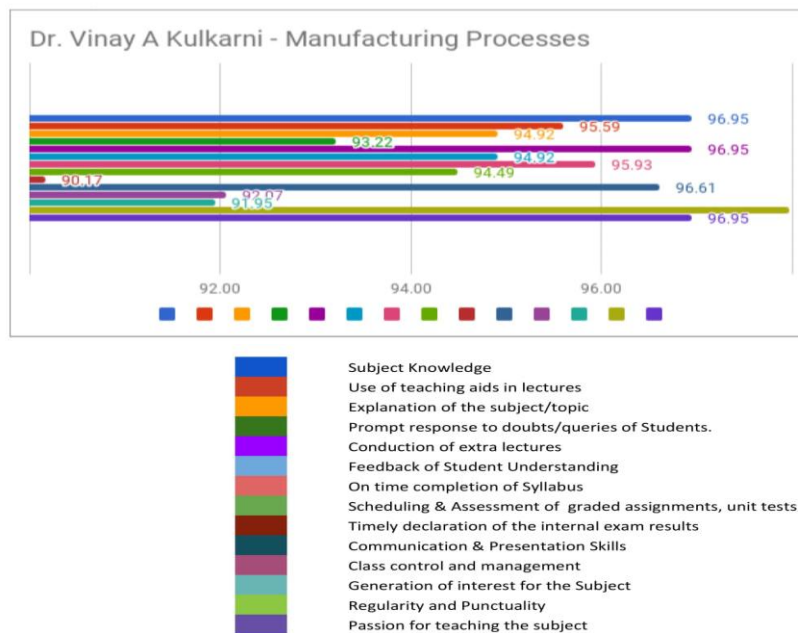 Dr. Vinay A Kulkarni - Manufacturing Processes
96.95
95.59
94.92
93.22
96.95
94.92
95.93
94.49
90.17
96.61
92.07
91.95
96.95
92.00 94.00 96.00
Subject Knowledge
Use of teaching aids in lectures
Explanation of the subject/topic
Prompt response to doubts/queries of Students.
Conduction of extra lectures
Feedback of Student Understanding
On time completion of Syllabus
Scheduling & Assessment of graded assignments, unit tests
Timely declaration of the internal exam results
Communication & Presentation Skills
Class control and management
Generation of interest for the Subject
Regularity and Punctuality
Passion for teaching the subject